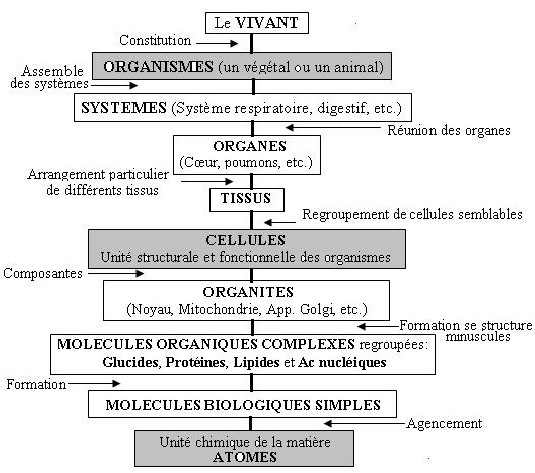 Le VIVANT
Constitution
ORGANISMES (un végétal ou un animal)
Assemble
des systèmes
SYSTEMES (Système respiratoire, digestif, etc.)
Réunion des organes
ORGANES
(Cœur, poumons, etc.)
Arrangement particulier
de différents tissus
TISSUS
Regroupement de cellules semblables
CELLULES
Unité structurale et fonctionnelle des organismes
Composantes
ORGANITES
(Noyau, Mitochondrie, App. Golgi, etc.)
Formation se structure
minuscules
MOLECULES ORGANIQUES COMPLEXES regroupées:
Glucides, Protéines, Lipides et Ac nucléiques
Formation
MOLECULES BIOLOGIQUES SIMPLES
Agencement
Unité chimique de la matière
ATOMES